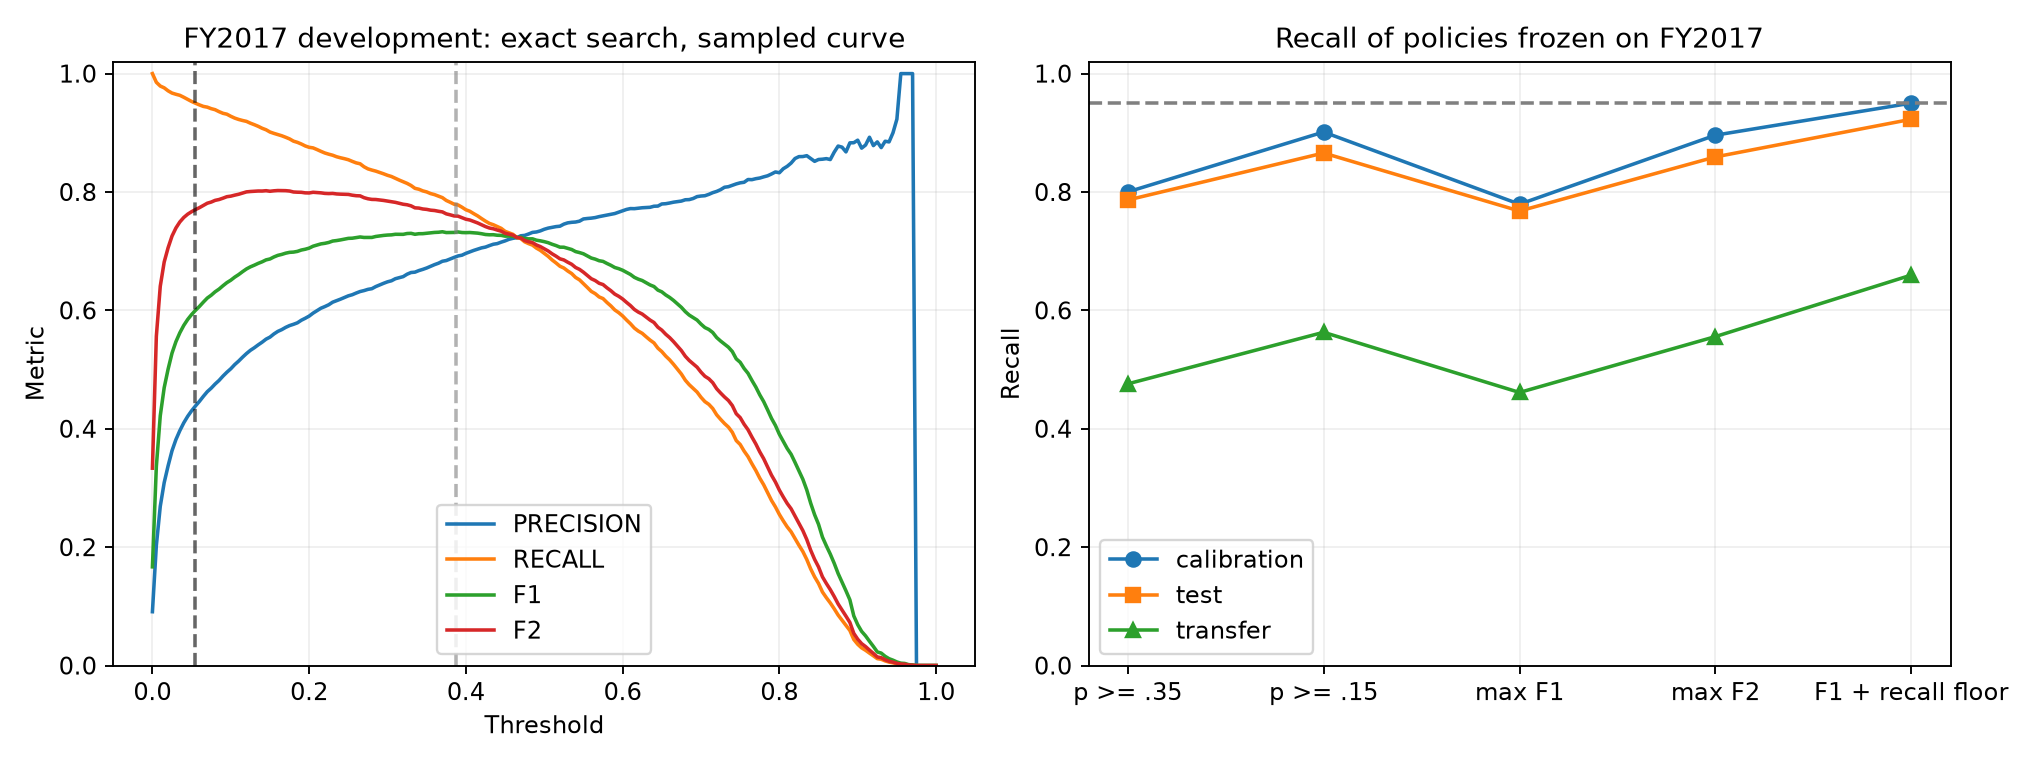 FY2017 development: exact search, sampled curve
1.0
0.8
0.6
0.4
0.2
0.0
Metric
0.0 0.2 0.4 0.6 0.8 1.0
Threshold
PRECISION
RECALL
F1
F2
Recall of policies frozen on FY2017
1.0
0.8
0.6
0.4
0.2
0.0
Recall
calibration
test
transfer
p >= .35 p >= .15 max F1 max F2 F1 + recall floor